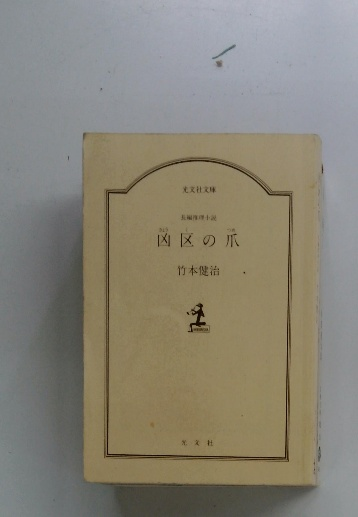 光文社文庫
長編推理小説
凶区の爪
竹本健治
光文社